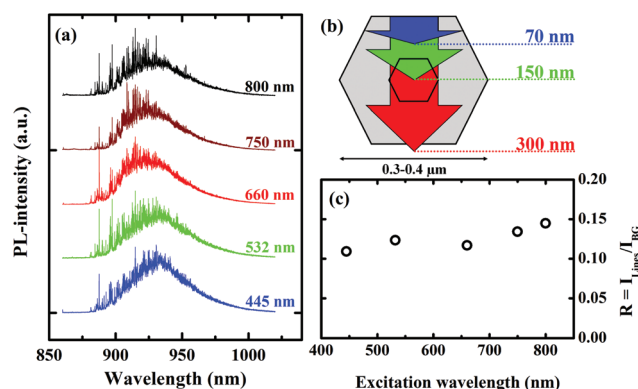 (a)
800 nm
750 nm
660 nm
532 nm
445 nm
PL-intensity (a.u.)
850 900 950 1000
Wavelength (nm)
(b)
70 nm
150 nm
300 nm
0.3-0.4 µm
(c)
0.20
0.15
0.10
0.05
0.00
R = I_Lines/I_BG
400 500 600 700 800
Excitation wavelength (nm)